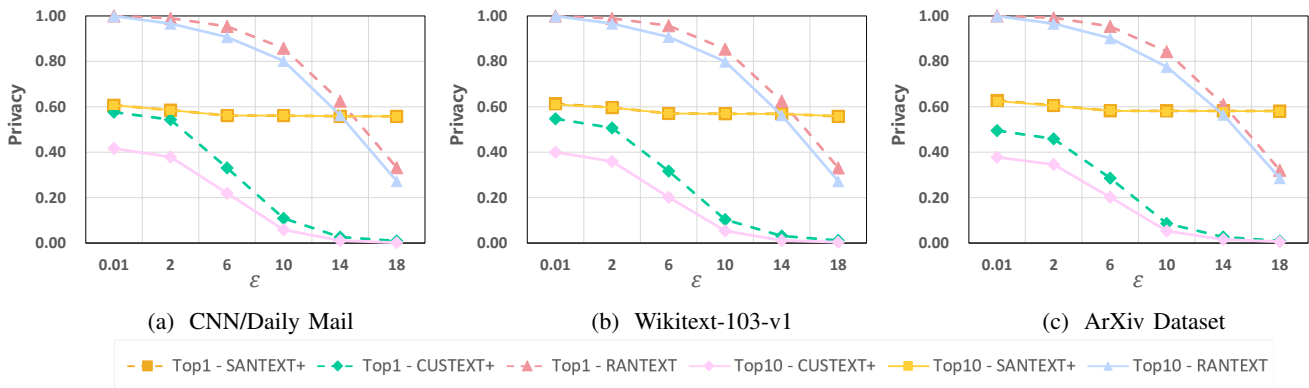 1.00
0.80
0.60
0.40
0.20
0.00
Privacy
0.01 2 6 10 14 18
ε
(a) CNN/Daily Mail
1.00
0.80
0.60
0.40
0.20
0.00
Privacy
0.01 2 6 10 14 18
ε
(b) Wikitext-103-v1
1.00
0.80
0.60
0.40
0.20
0.00
Privacy
0.01 2 6 10 14 18
ε
(c) ArXiv Dataset
Top1 - SANTEXT+ Top1 - CUSTEXT+ Top1 - RANTEXT Top10 - CUSTEXT+ Top10 - SANTEXT+ Top10 - RANTEXT